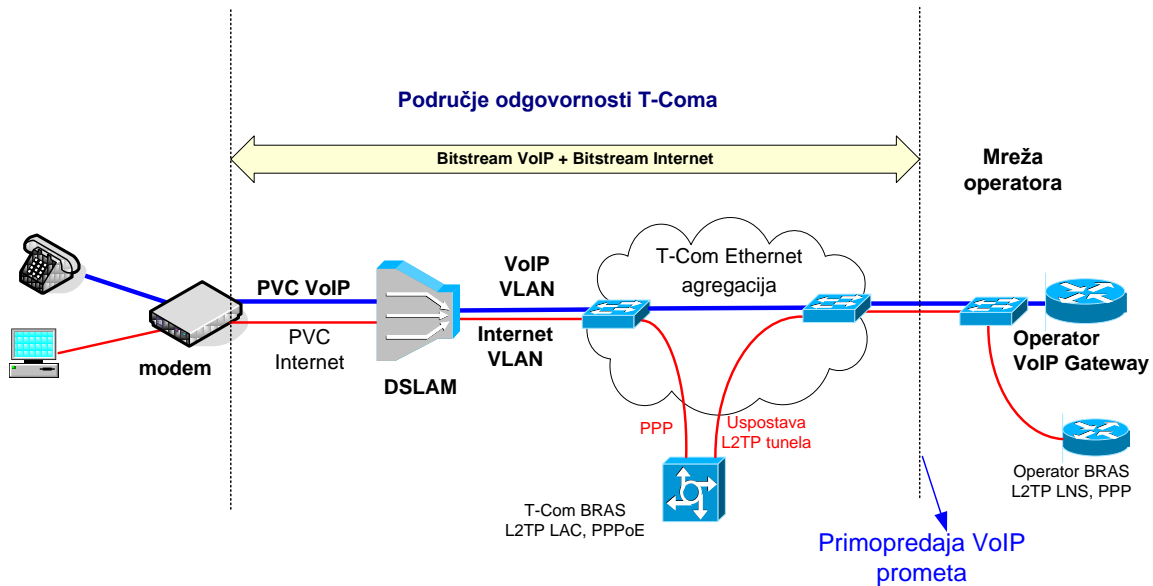 Područje odgovornosti T-Coma
Bitstream VoIP + Bitstream Internet
Mreža
operatora
T-Com Ethernet
agregacija
VoIP
VLAN
PVC VoIP
PVC
Internet
Internet
VLAN
modem
DSLAM
Operator
VoIP Gateway
PPP
Uspostava
L2TP tunela
T-Com BRAS
L2TP LAC, PPPoE
Operator BRAS
L2TP LNS, PPP
Primopredaja VoIP
prometa